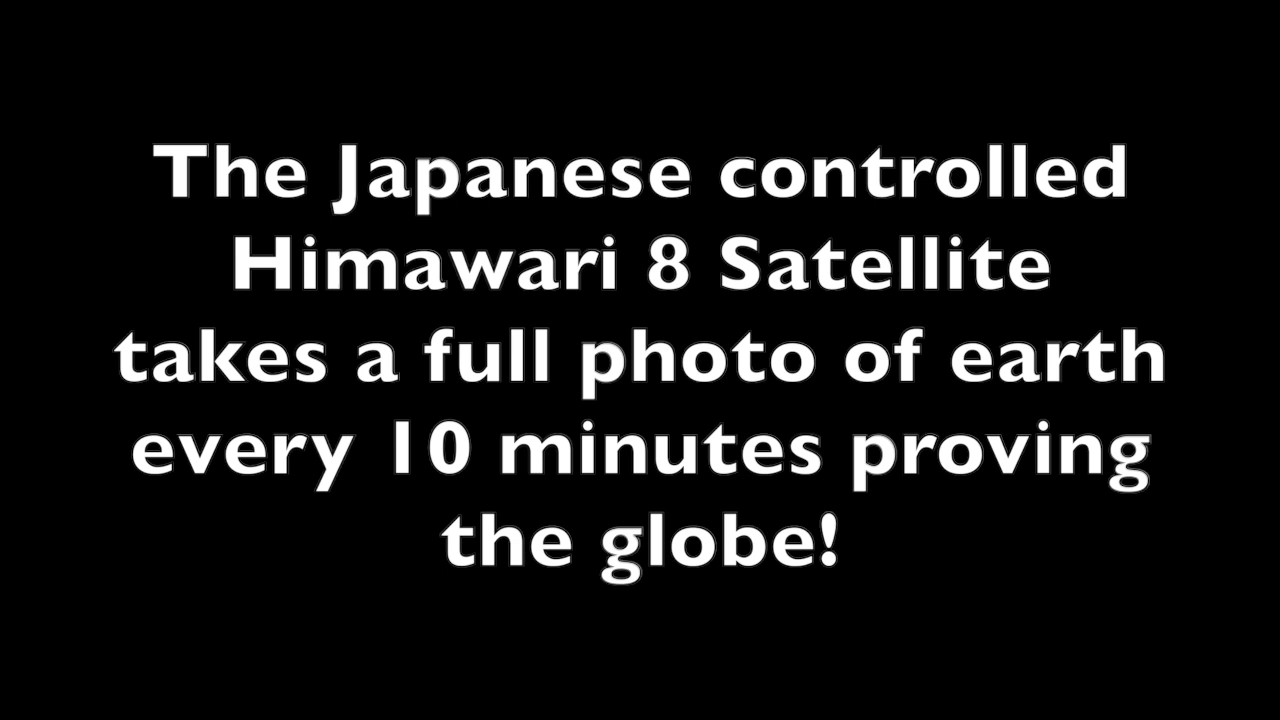 The Japanese controlled
Himawari 8 Satellite
takes a full photo of earth
every 10 minutes proving
the globe!